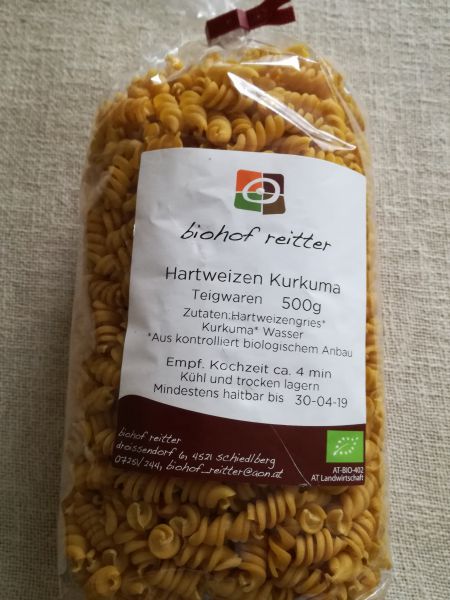 biohof reitter
Hartweizen Kurkuma
Teigwaren 500g
Zutaten:Hartweizengries*
Kurkuma* Wasser
*Aus kontrolliert biologischem Anbau
Empf. Kochzeit ca. 4 min
Kühl und trocken lagern
Mindestens haltbar bis 30-04-19
biohof reitter
droissendorf 6, 4521 schiedlberg
07251/244, biohof_reitter@aon.at
AT-BIO-402
AT Landwirtschaft